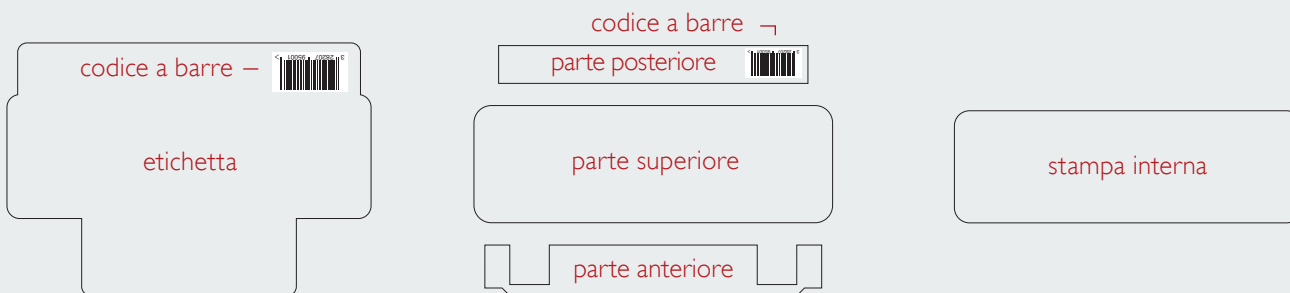 codice a barre
codice a barre
parte posteriore
etichetta
parte superiore
stampa interna
parte anteriore